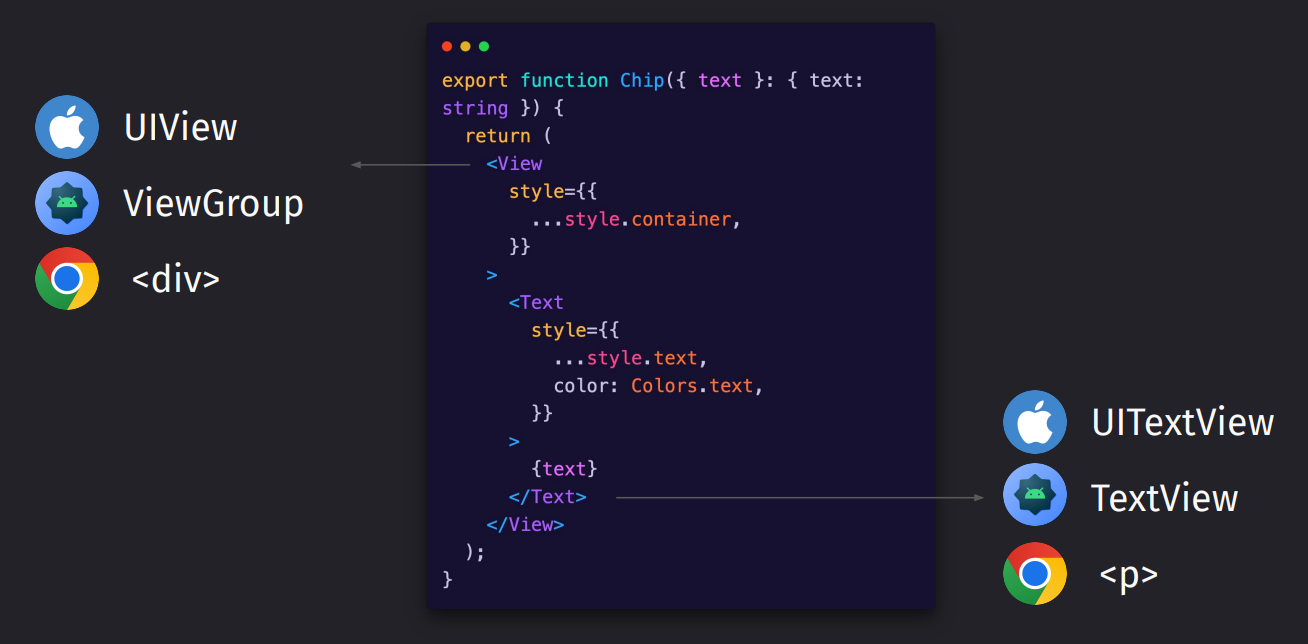 UIView
ViewGroup
<div>
export function Chip({ text }: { text:
string }) {
  return (
    <View
      style={{
        ...style.container,
      }}
    >
      <Text
        style={{
          ...style.text,
          color: Colors.text,
        }}
      >
        {text}
      </Text>
    </View>
  );
}
UITextView
TextView
<p>